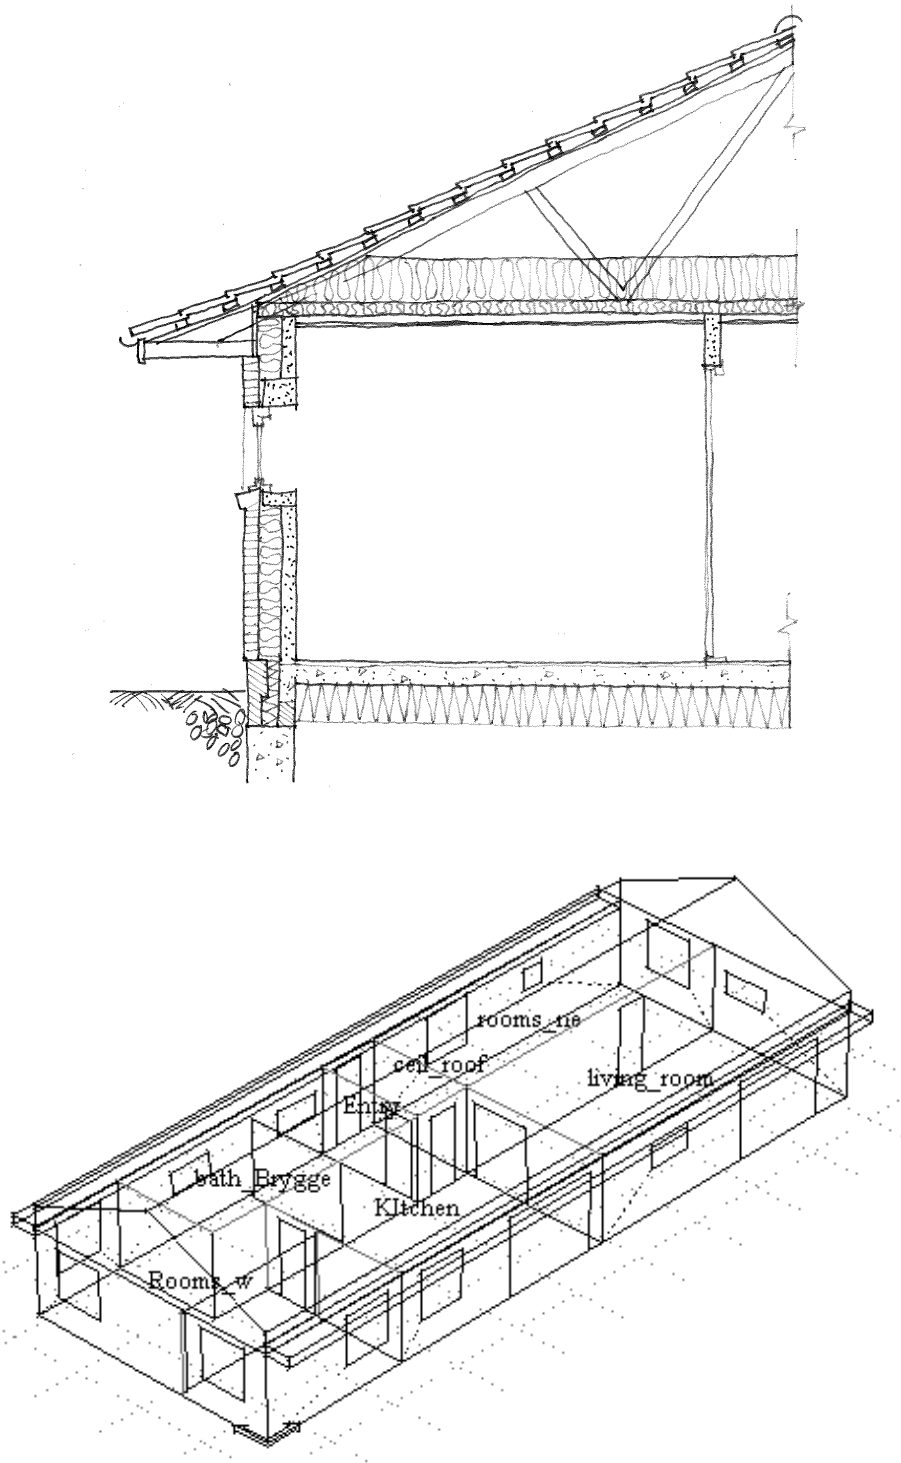 rooms_ne
ceil_roof
living_room
Entry
bath_Brygge
KItchen
Rooms_w